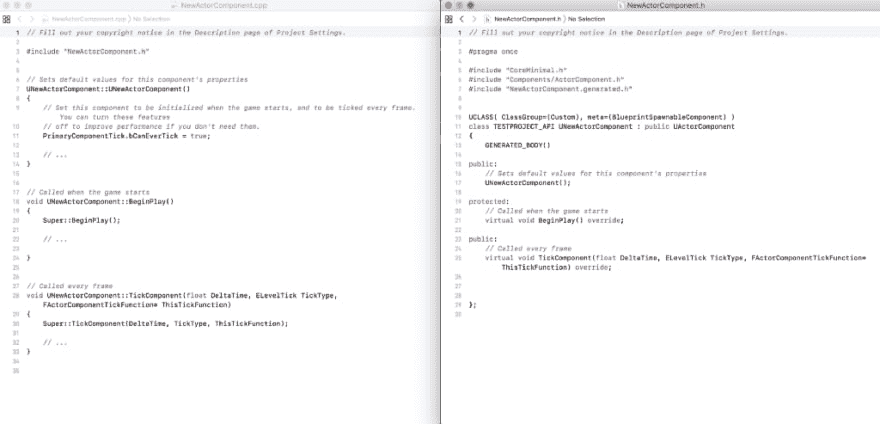 NewActorComponent.cpp
NewActorComponent.cpp 〉 No Selection
1 // Fill out your copyright notice in the Description page of Project Settings.
2
3 #include "NewActorComponent.h"
4
5
6 // Sets default values for this component's properties
7 UNewActorComponent::UNewActorComponent()
8 {
9 // Set this component to be initialized when the game starts, and to be ticked every frame.
You can turn these features
10 // off to improve performance if you don't need them.
11 PrimaryComponentTick.bCanEverTick = true;
12
13 // ...
14 }
15
16
17 // Called when the game starts
18 void UNewActorComponent::BeginPlay()
19 {
20 Super::BeginPlay();
21
22 // ...
23
24 }
25
26
27 // Called every frame
28 void UNewActorComponent::TickComponent(float DeltaTime, ELevelTick TickType,
FActorComponentTickFunction* ThisTickFunction)
29 {
30 Super::TickComponent(DeltaTime, TickType, ThisTickFunction);
31
32 // ...
33 }
34
35
NewActorComponent.h
NewActorComponent.h 〉 No Selection
1 // Fill out your copyright notice in the Description page of Project Settings.
2
3 #pragma once
4
5 #include "CoreMinimal.h"
6 #include "Components/ActorComponent.h"
7 #include "NewActorComponent.generated.h"
8
9
10 UCLASS( ClassGroup=(Custom), meta=(BlueprintSpawnableComponent) )
11 class TESTPROJECT_API UNewActorComponent : public UActorComponent
12 {
13 GENERATED_BODY()
14
15 public:
16 // Sets default values for this component's properties
17 UNewActorComponent();
18
19 protected:
20 // Called when the game starts
21 virtual void BeginPlay() override;
22
23 public:
24 // Called every frame
25 virtual void TickComponent(float DeltaTime, ELevelTick TickType, FActorComponentTickFunction*
ThisTickFunction) override;
26
27
28
29 };
30